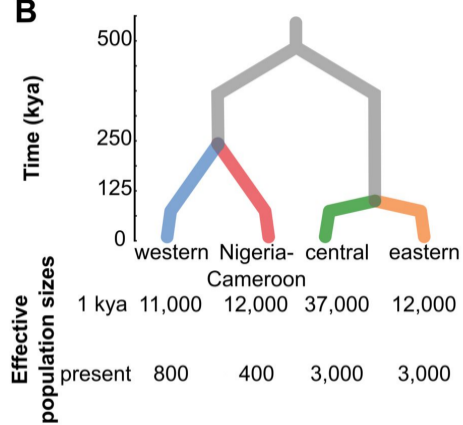 B
Time (kya)
500
250
125
0
western Nigeria- central eastern
Cameroon
Effective
population sizes
1 kya 11,000 12,000 37,000 12,000
present 800 400 3,000 3,000